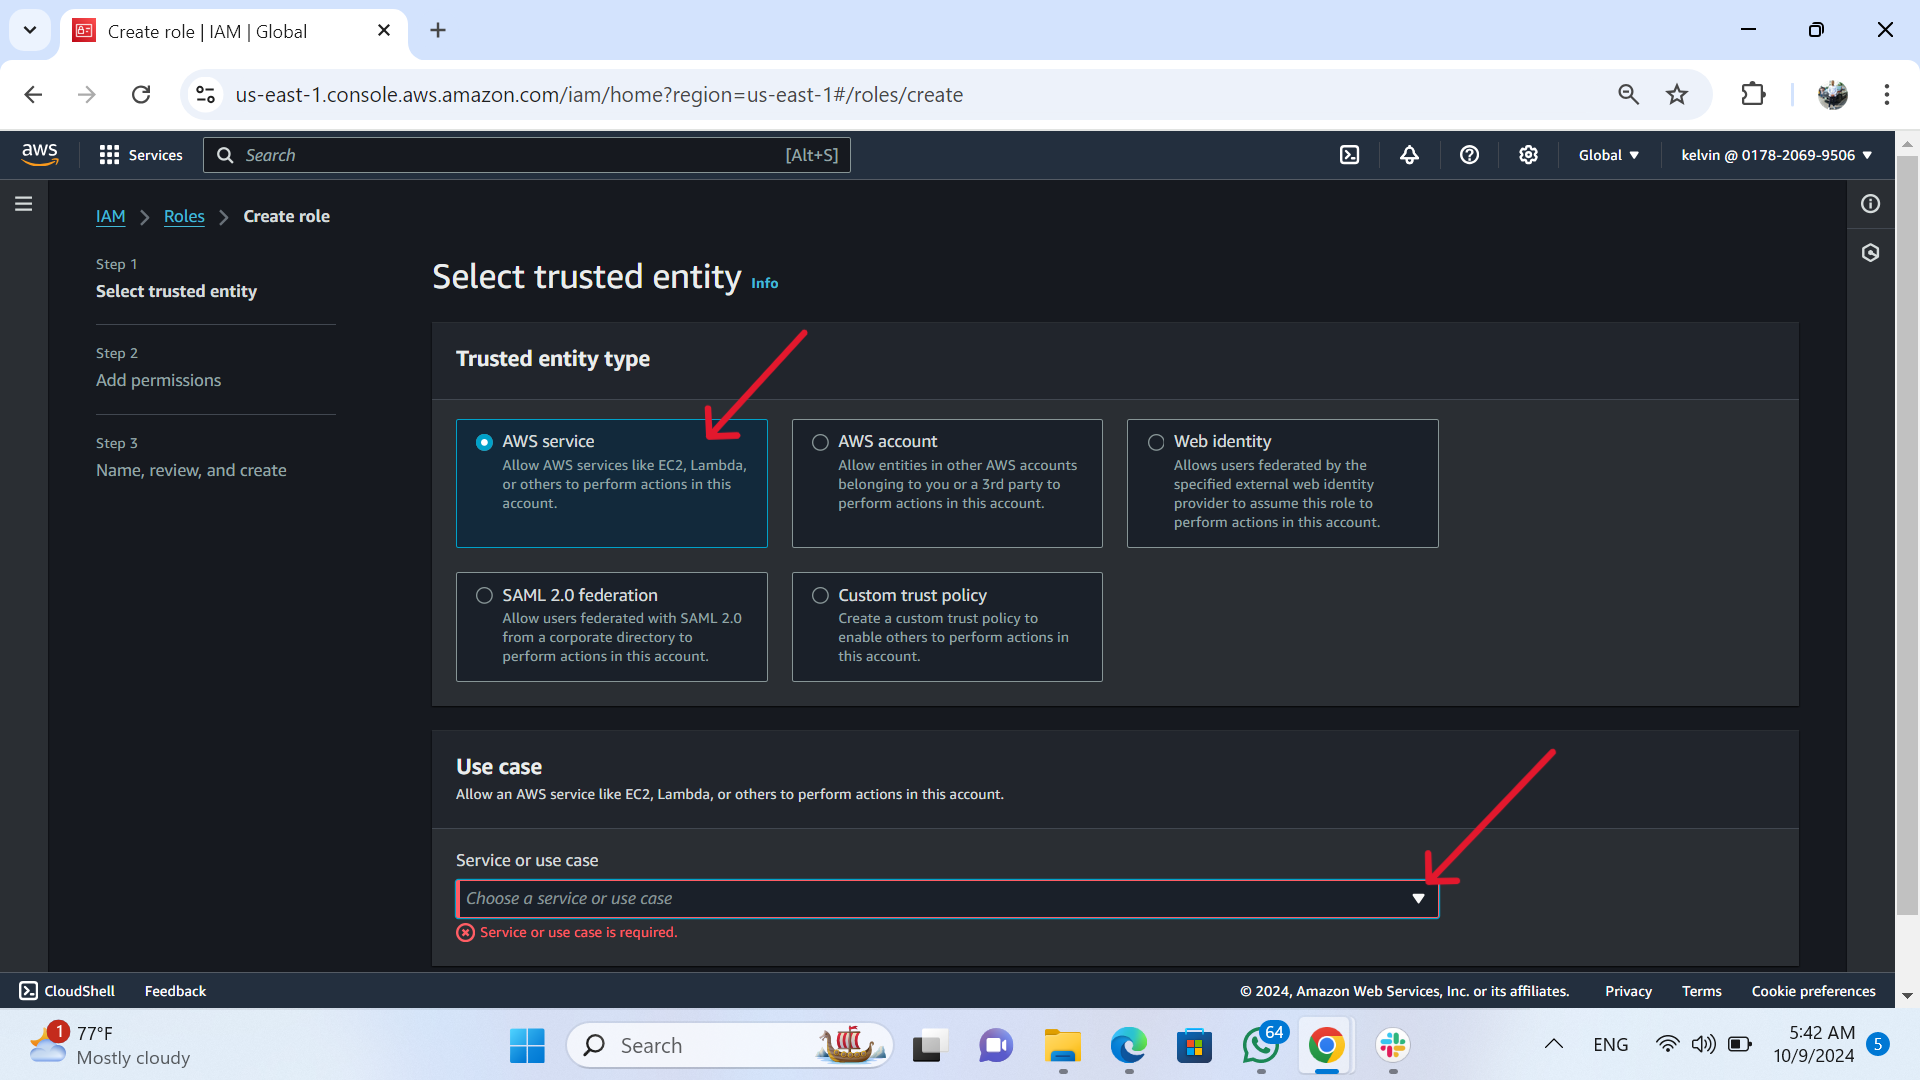 Create role | IAM | Global
us-east-1.console.aws.amazon.com/iam/home?region=us-east-1#/roles/create
aws
Services
Search
[Alt+S]
Global
kelvin @ 0178-2069-9506
IAM
Roles
Create role
Step 1
Select trusted entity
Step 2
Add permissions
Step 3
Name, review, and create
Select trusted entity Info
Trusted entity type
AWS service
Allow AWS services like EC2, Lambda,
or others to perform actions in this
account.
AWS account
Allow entities in other AWS accounts
belonging to you or a 3rd party to
perform actions in this account.
Web identity
Allows users federated by the
specified external web identity
provider to assume this role to
perform actions in this account.
SAML 2.0 federation
Allow users federated with SAML 2.0
from a corporate directory to
perform actions in this account.
Custom trust policy
Create a custom trust policy to
enable others to perform actions in
this account.
Use case
Allow an AWS service like EC2, Lambda, or others to perform actions in this account.
Service or use case
Choose a service or use case
Service or use case is required.
CloudShell
Feedback
© 2024, Amazon Web Services, Inc. or its affiliates.
Privacy
Terms
Cookie preferences
1
77°F
Mostly cloudy
Search
64
ENG
5:42 AM
10/9/2024
5